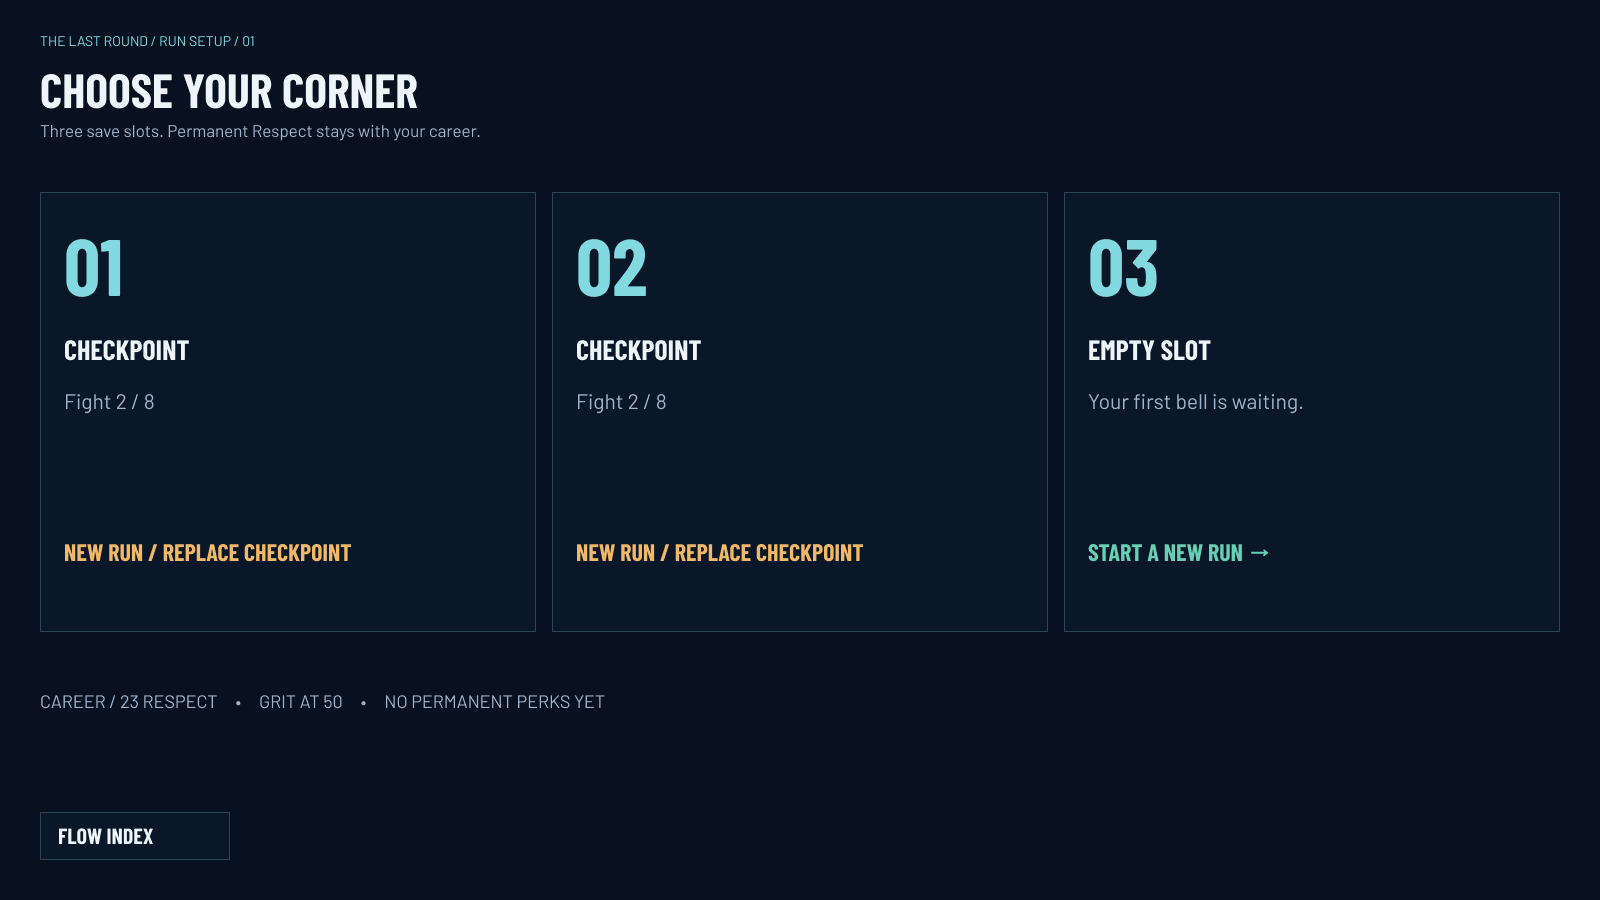 THE LAST ROUND / RUN SETUP / 01
CHOOSE YOUR CORNER
Three save slots. Permanent Respect stays with your career.
01
CHECKPOINT
Fight 2 / 8
NEW RUN / REPLACE CHECKPOINT
02
CHECKPOINT
Fight 2 / 8
NEW RUN / REPLACE CHECKPOINT
03
EMPTY SLOT
Your first bell is waiting.
START A NEW RUN →
CAREER / 23 RESPECT • GRIT AT 50 • NO PERMANENT PERKS YET
FLOW INDEX